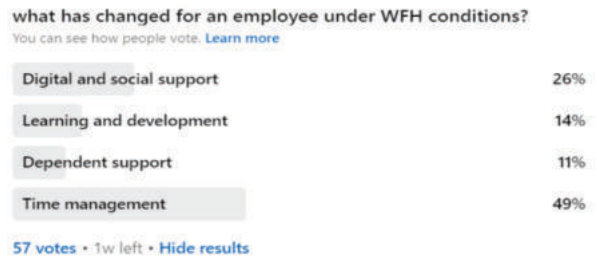 what has changed for an employee under WFH conditions?
You can see how people vote. Learn more
Digital and social support 26%
Learning and development 14%
Dependent support 11%
Time management 49%
57 votes • 1w left • Hide results